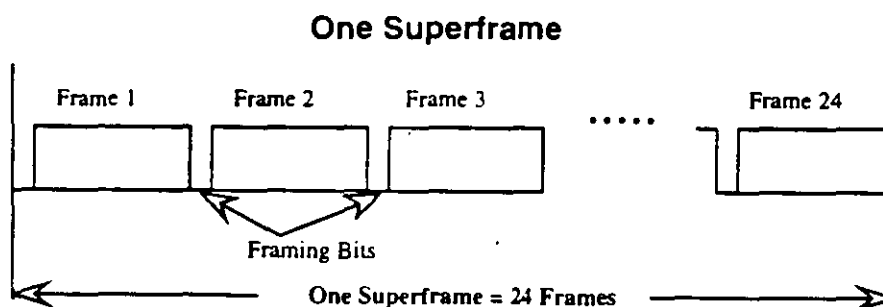 One Superframe
Frame 1 Frame 2 Frame 3 ..... Frame 24
Framing Bits
One Superframe = 24 Frames